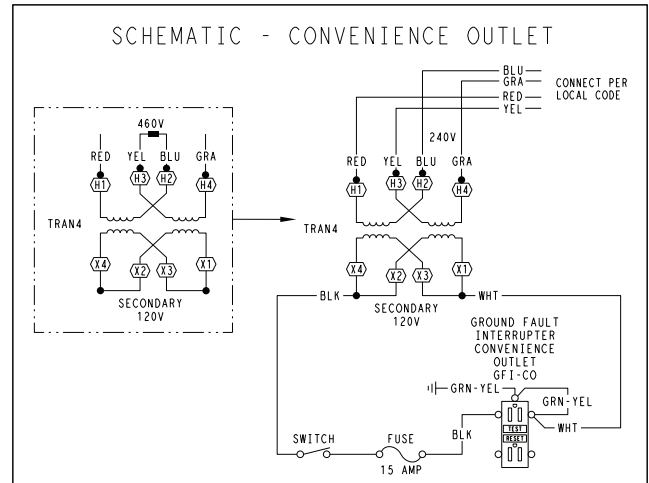 SCHEMATIC - CONVENIENCE OUTLET
460V
RED YEL BLU GRA
H1 H3 H2 H4
TRAN4
X4 X2 X3 X1
SECONDARY
120V
BLU
GRA
RED
YEL
CONNECT PER
LOCAL CODE
240V
RED YEL BLU GRA
H1 H3 H2 H4
TRAN4
X4 X2 X3 X1
BLK
WHT
SECONDARY
120V
GROUND FAULT
INTERRUPTER
CONVENIENCE
OUTLET
GFI-CO
GRN-YEL
GRN-YEL
TEST
RESET
WHT
BLK
SWITCH
FUSE
15 AMP